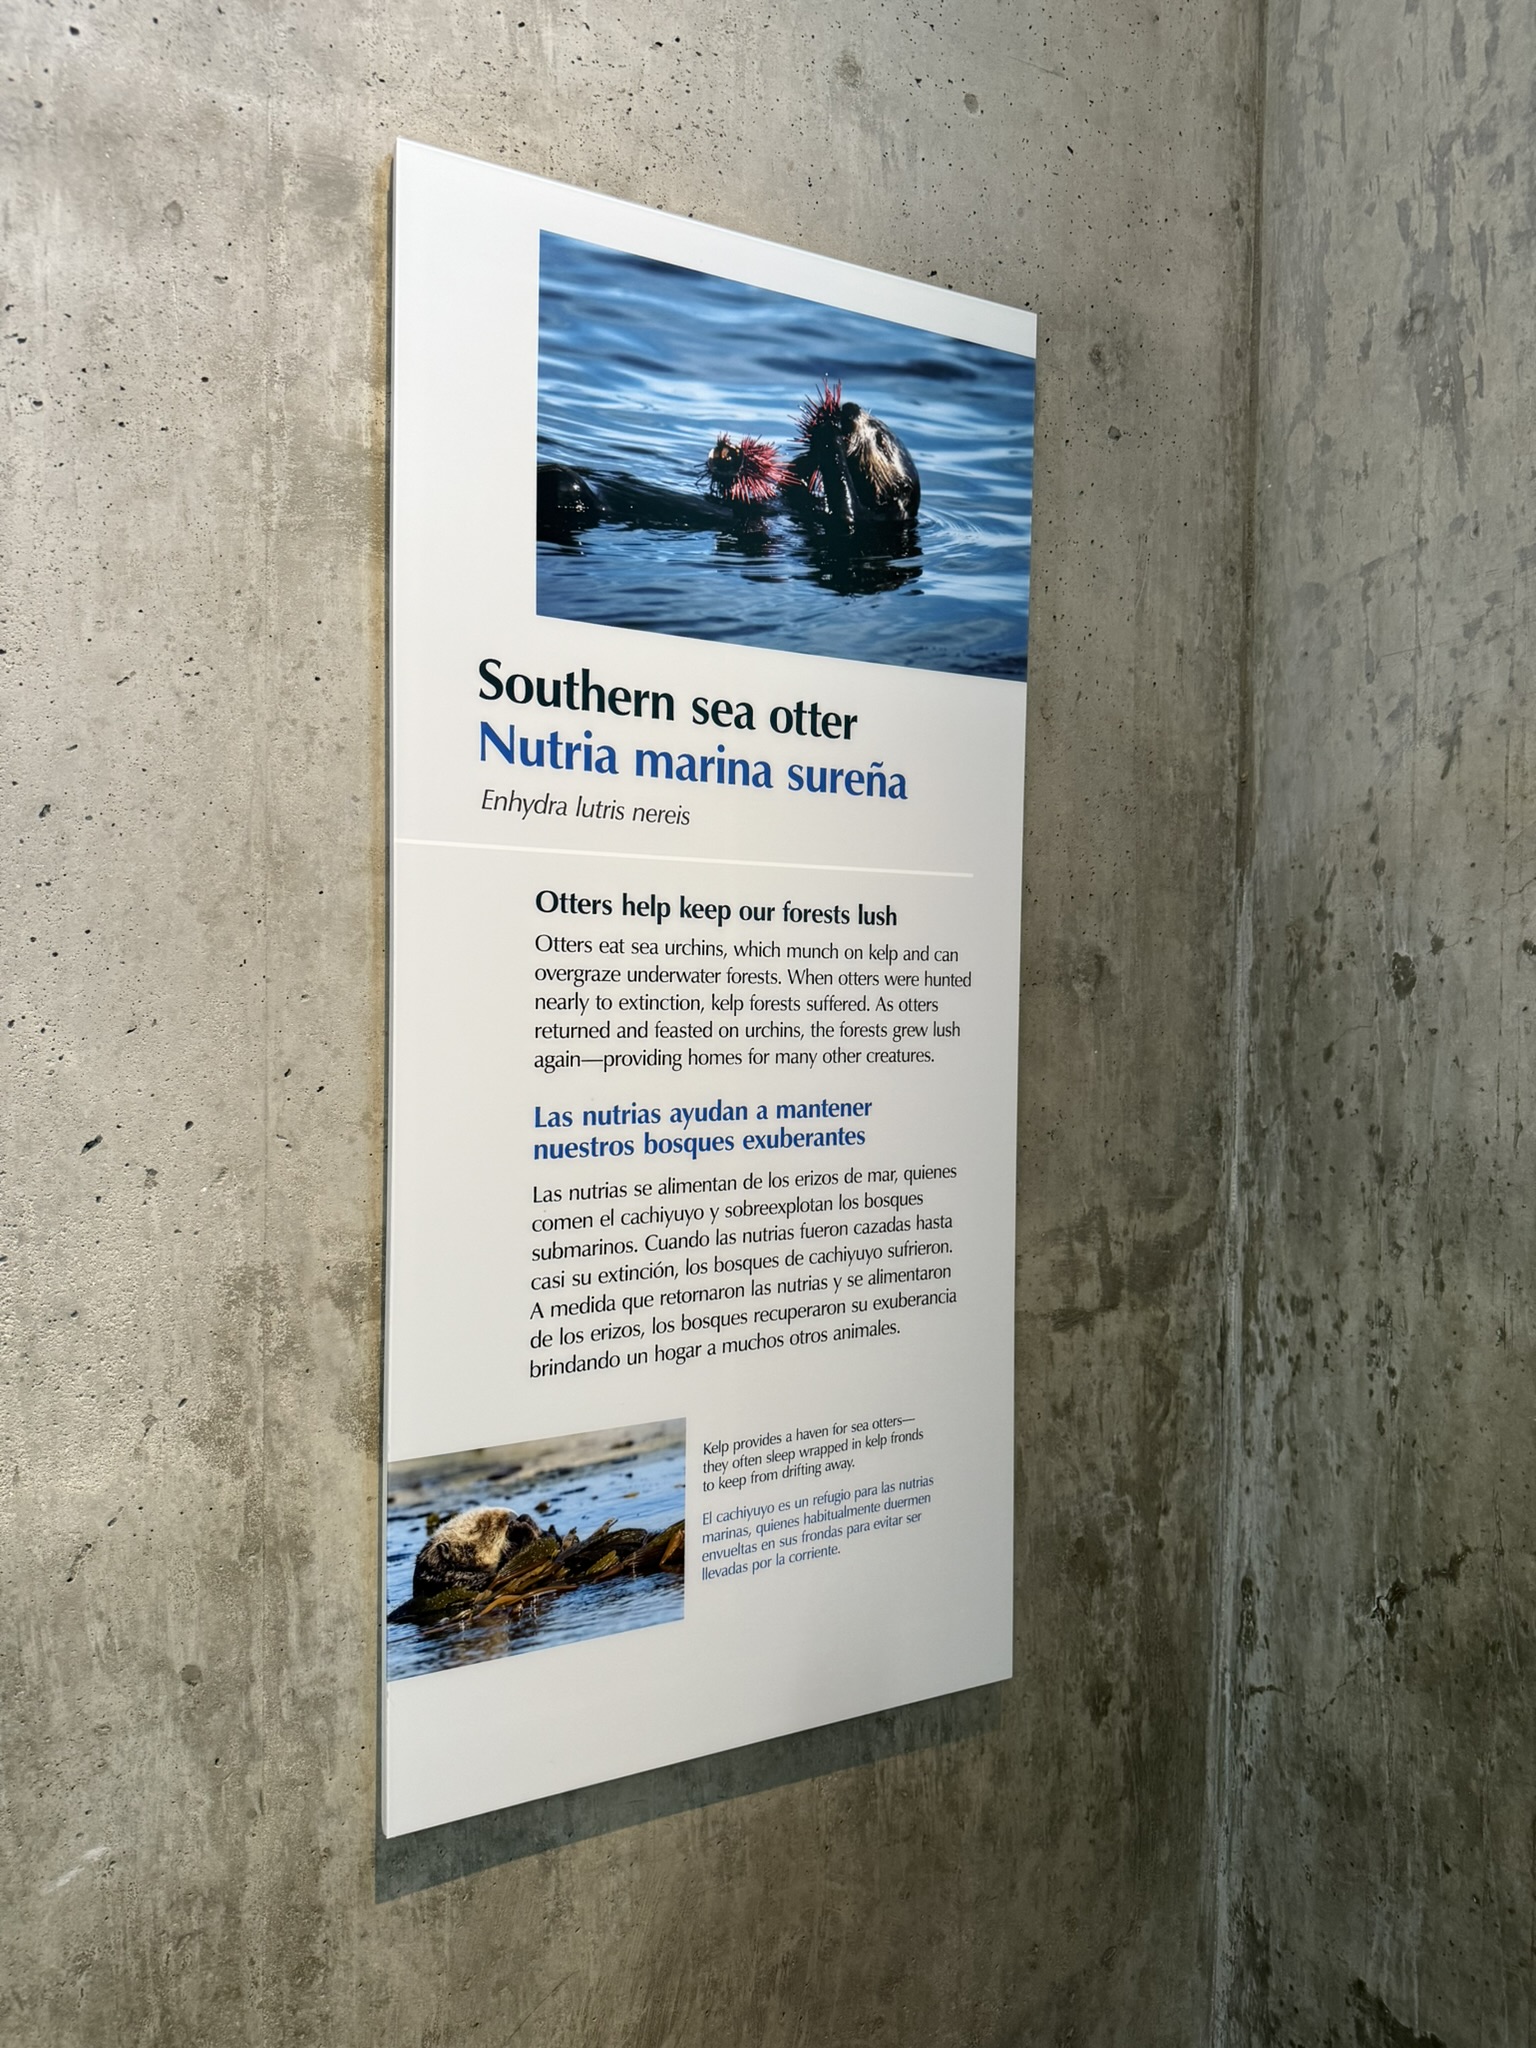 Southern sea otter
Nutria marina sureña
Enhydra lutris nereis
Otters help keep our forests lush
Otters eat sea urchins, which munch on kelp and can
overgraze underwater forests. When otters were hunted
nearly to extinction, kelp forests suffered. As otters
returned and feasted on urchins, the forests grew lush
again—providing homes for many other creatures.
Las nutrias ayudan a mantener
nuestros bosques exuberantes
Las nutrias se alimentan de los erizos de mar, quienes
comen el cachiyuyo y sobreexplotan los bosques
submarinos. Cuando las nutrias fueron cazadas hasta
casi su extinción, los bosques de cachiyuyo sufrieron.
A medida que retornaron las nutrias y se alimentaron
de los erizos, los bosques recuperaron su exuberancia
brindando un hogar a muchos otros animales.
Kelp provides a haven for sea otters—
they often sleep wrapped in kelp fronds
to keep from drifting away.
El cachiyuyo es un refugio para las nutrias
marinas, quienes habitualmente duermen
envueltas en sus frondas para evitar ser
llevadas por la corriente.